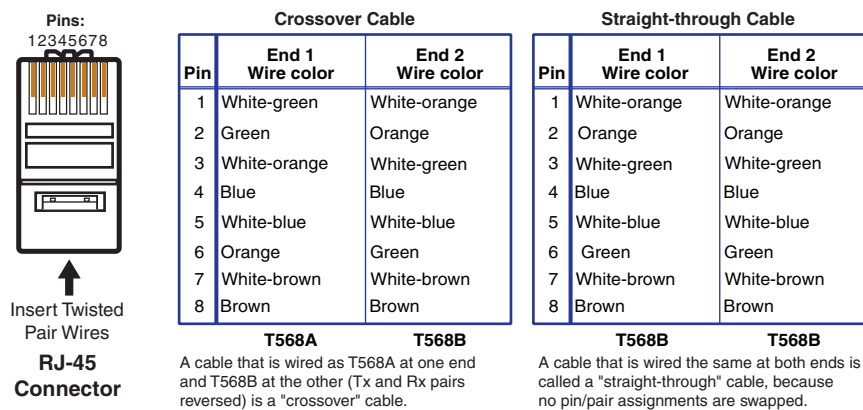 Pins:
12345678
Insert Twisted
Pair Wires
RJ-45
Connector
Crossover Cable
Pin End 1 Wire color End 2 Wire color
1 White-green White-orange
2 Green Orange
3 White-orange White-green
4 Blue Blue
5 White-blue White-blue
6 Orange Green
7 White-brown White-brown
8 Brown Brown
T568A T568B
A cable that is wired as T568A at one end
and T568B at the other (Tx and Rx pairs
reversed) is a "crossover" cable.
Straight-through Cable
Pin End 1 Wire color End 2 Wire color
1 White-orange White-orange
2 Orange Orange
3 White-green White-green
4 Blue Blue
5 White-blue White-blue
6 Green Green
7 White-brown White-brown
8 Brown Brown
T568B T568B
A cable that is wired the same at both ends is
called a "straight-through" cable, because
no pin/pair assignments are swapped.